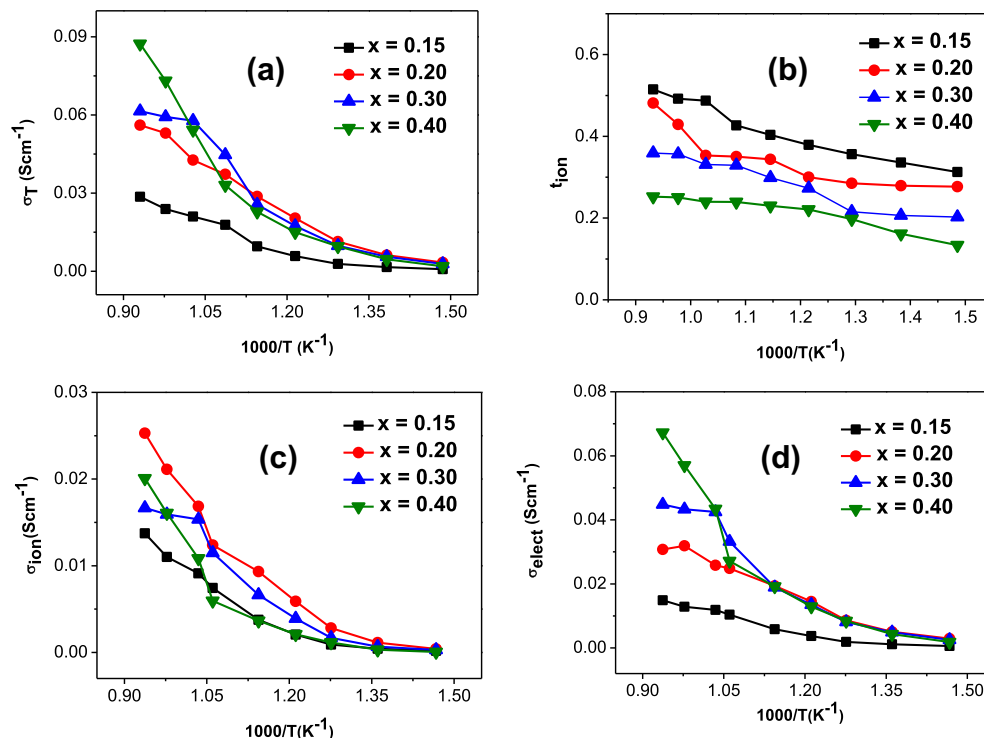 (a)
x = 0.15
x = 0.20
x = 0.30
x = 0.40
0.09
0.06
0.03
0.00
σT (Scm-1)
0.90 1.05 1.20 1.35 1.50
1000/T (K-1)
(b)
x = 0.15
x = 0.20
x = 0.30
x = 0.40
0.6
0.4
0.2
0.0
tion
0.9 1.0 1.1 1.2 1.3 1.4 1.5
1000/T(K-1)
(c)
x = 0.15
x = 0.20
x = 0.30
x = 0.40
0.03
0.02
0.01
0.00
σion(Scm-1)
0.90 1.05 1.20 1.35 1.50
1000/T(K-1)
(d)
x = 0.15
x = 0.20
x = 0.30
x = 0.40
0.08
0.06
0.04
0.02
0.00
σelect (Scm-1)
0.90 1.05 1.20 1.35 1.50
1000/T(K-1)